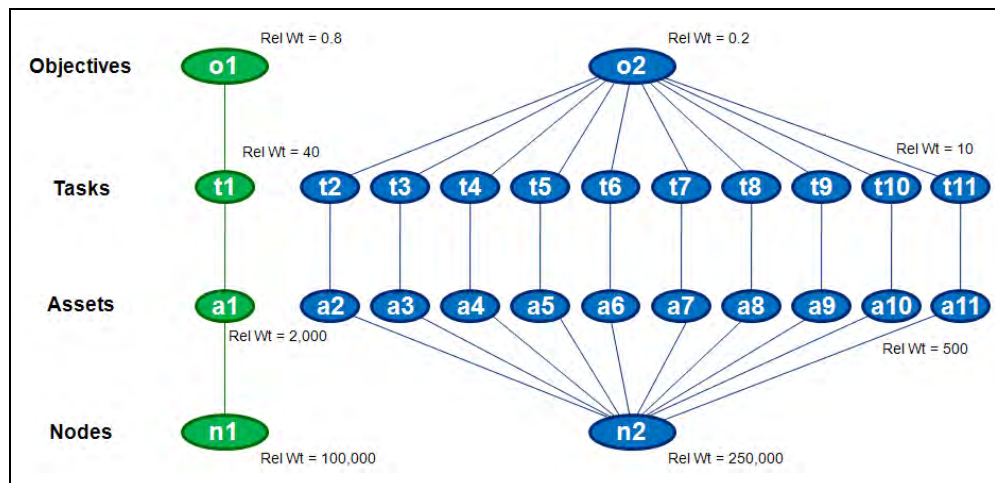 Rel Wt = 0.8
Rel Wt = 0.2
Objectives
o1
o2
Rel Wt = 40
Rel Wt = 10
Tasks
t1
t2
t3
t4
t5
t6
t7
t8
t9
t10
t11
Assets
a1
a2
a3
a4
a5
a6
a7
a8
a9
a10
a11
Rel Wt = 2,000
Rel Wt = 500
Nodes
n1
n2
Rel Wt = 100,000
Rel Wt = 250,000